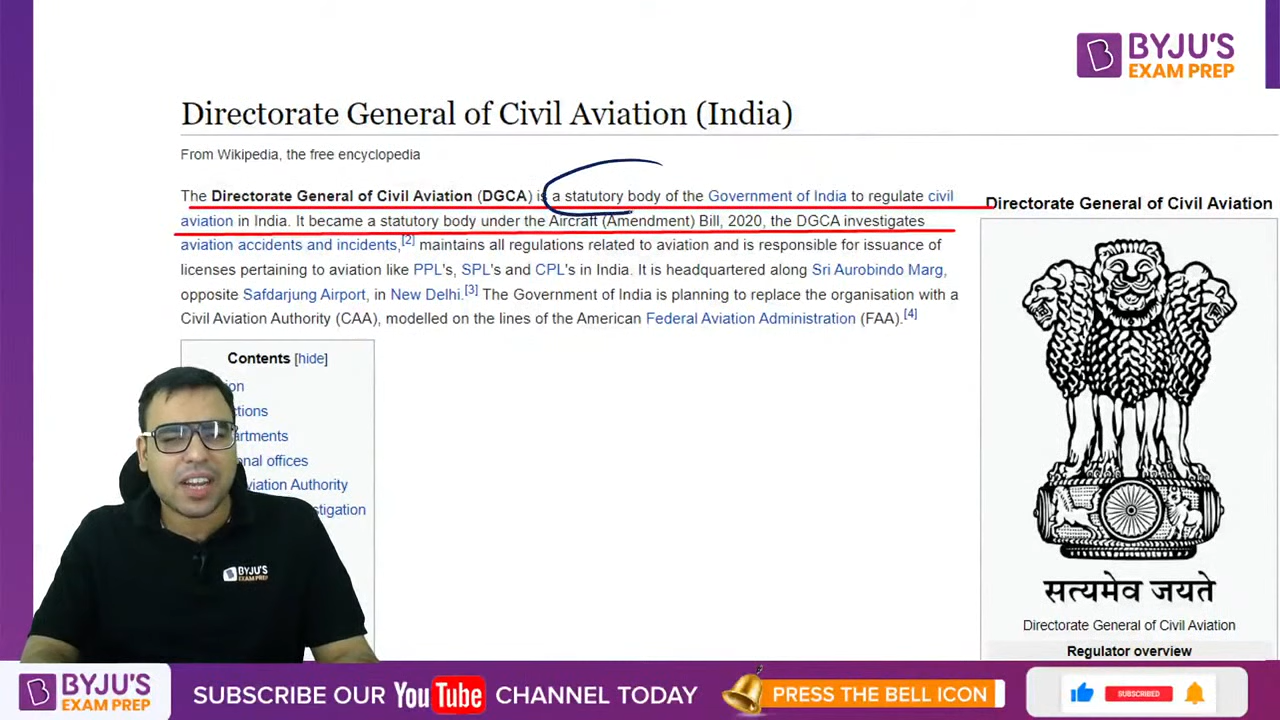 BYJU'S
EXAM PREP
Directorate General of Civil Aviation (India)
From Wikipedia, the free encyclopedia
The Directorate General of Civil Aviation (DGCA) is a statutory body of the Government of India to regulate civil
aviation in India. It became a statutory body under the Aircraft (Amendment) Bill, 2020, the DGCA investigates
aviation accidents and incidents,[2] maintains all regulations related to aviation and is responsible for issuance of
licenses pertaining to aviation like PPL's, SPL's and CPL's in India. It is headquartered along Sri Aurobindo Marg,
opposite Safdarjung Airport, in New Delhi.[3] The Government of India is planning to replace the organisation with a
Civil Aviation Authority (CAA), modelled on the lines of the American Federal Aviation Administration (FAA).[4]
Contents [hide]
offices
Authority
Directorate General of Civil Aviation
सत्यमेव जयते
Directorate General of Civil Aviation
Regulator overview
BYJU'S
EXAM PREP
BYJU'S
EXAM PREP
SUBSCRIBE OUR YouTube CHANNEL TODAY
PRESS THE BELL ICON
SUBSCRIBED